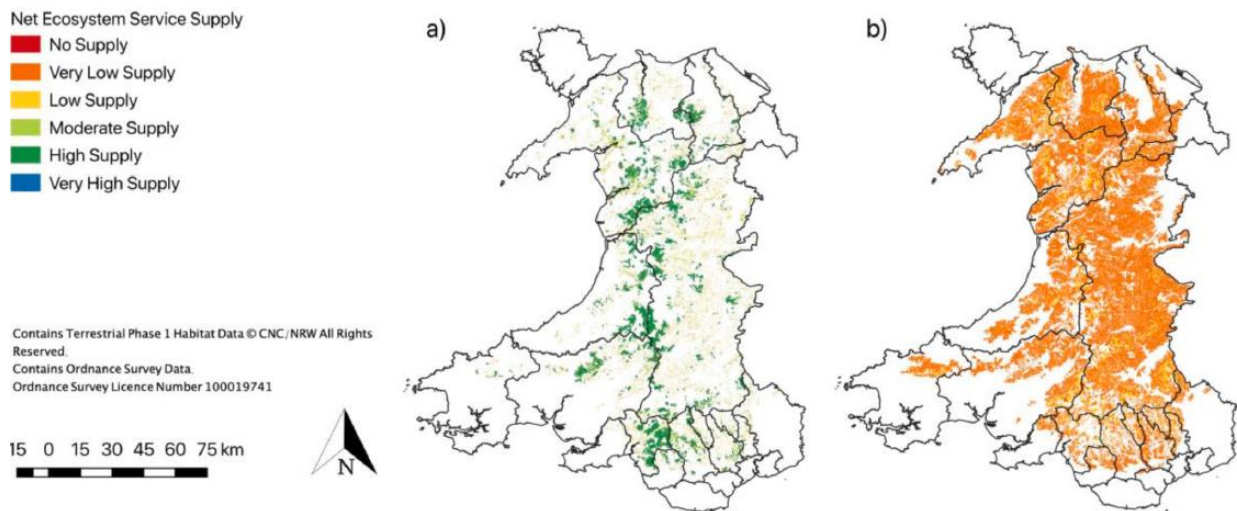 Net Ecosystem Service Supply
No Supply
Very Low Supply
Low Supply
Moderate Supply
High Supply
Very High Supply
Contains Terrestrial Phase 1 Habitat Data © CNC/NRW All Rights
Reserved.
Contains Ordnance Survey Data.
Ordnance Survey Licence Number 100019741
15 0 15 30 45 60 75 km
N
a)
b)